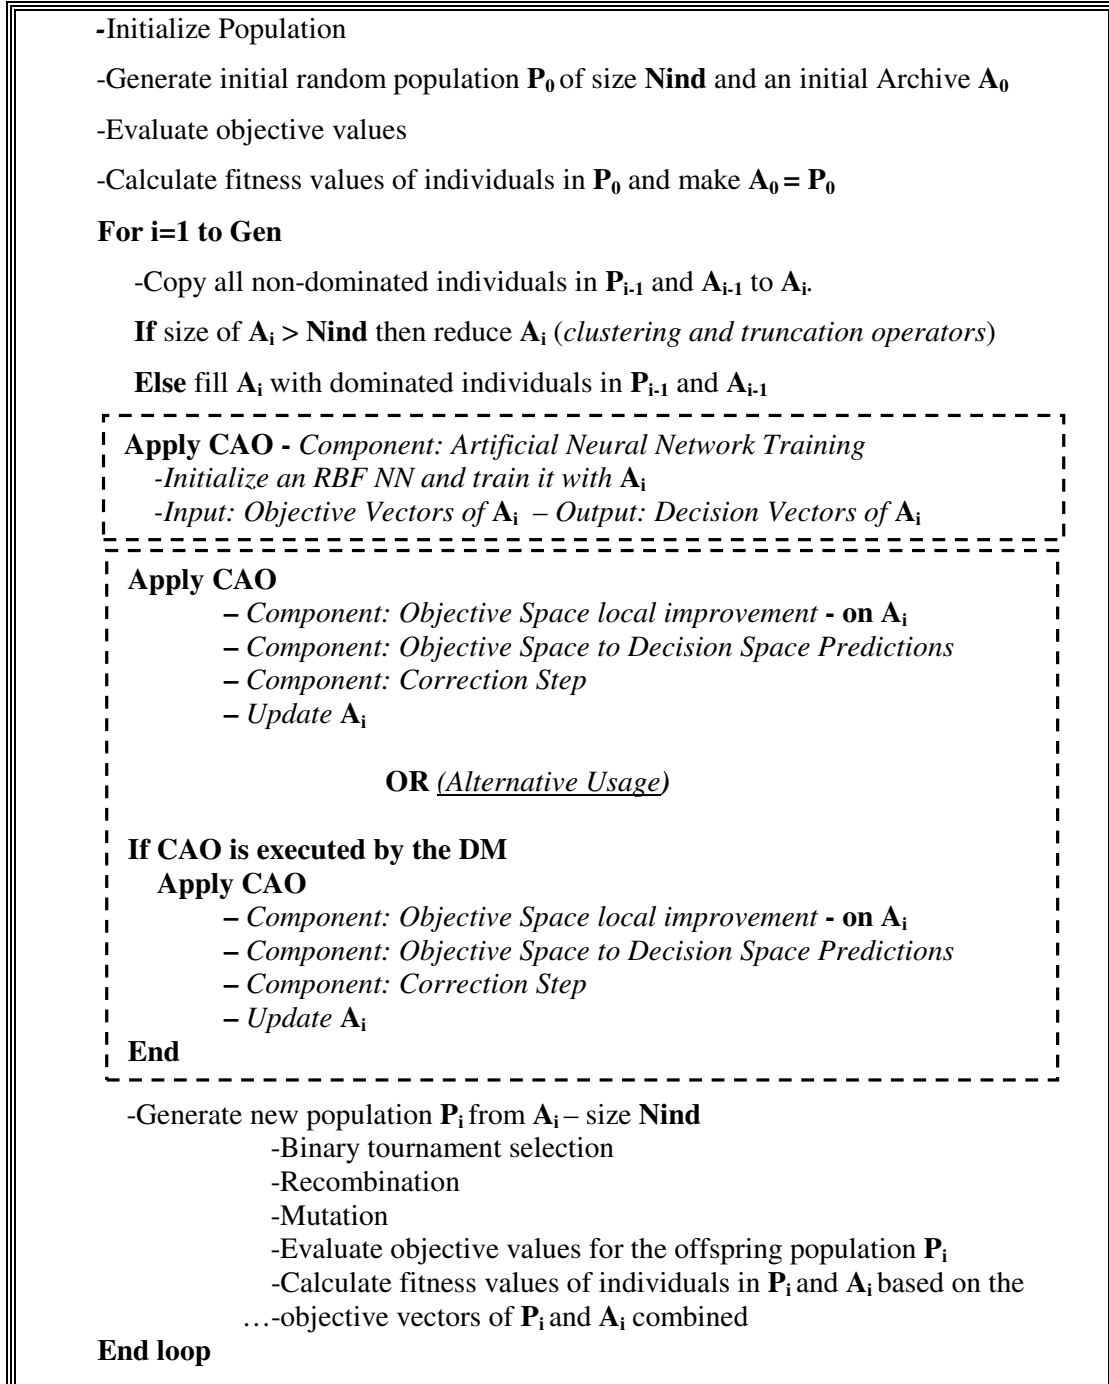 -Initialize Population
-Generate initial random population P0 of size Nind and an initial Archive A0
-Evaluate objective values
-Calculate fitness values of individuals in P0 and make A0 = P0
For i=1 to Gen
-Copy all non-dominated individuals in Pi-1 and Ai-1 to Ai.
If size of Ai > Nind then reduce Ai (clustering and truncation operators)
Else fill Ai with dominated individuals in Pi-1 and Ai-1
Apply CAO - Component: Artificial Neural Network Training
-Initialize an RBF NN and train it with Ai
-Input: Objective Vectors of Ai – Output: Decision Vectors of Ai
Apply CAO
– Component: Objective Space local improvement - on Ai
– Component: Objective Space to Decision Space Predictions
– Component: Correction Step
– Update Ai
OR (Alternative Usage)
If CAO is executed by the DM
Apply CAO
– Component: Objective Space local improvement - on Ai
– Component: Objective Space to Decision Space Predictions
– Component: Correction Step
– Update Ai
End
-Generate new population Pi from Ai – size Nind
-Binary tournament selection
-Recombination
-Mutation
-Evaluate objective values for the offspring population Pi
-Calculate fitness values of individuals in Pi and Ai based on the
…-objective vectors of Pi and Ai combined
End loop